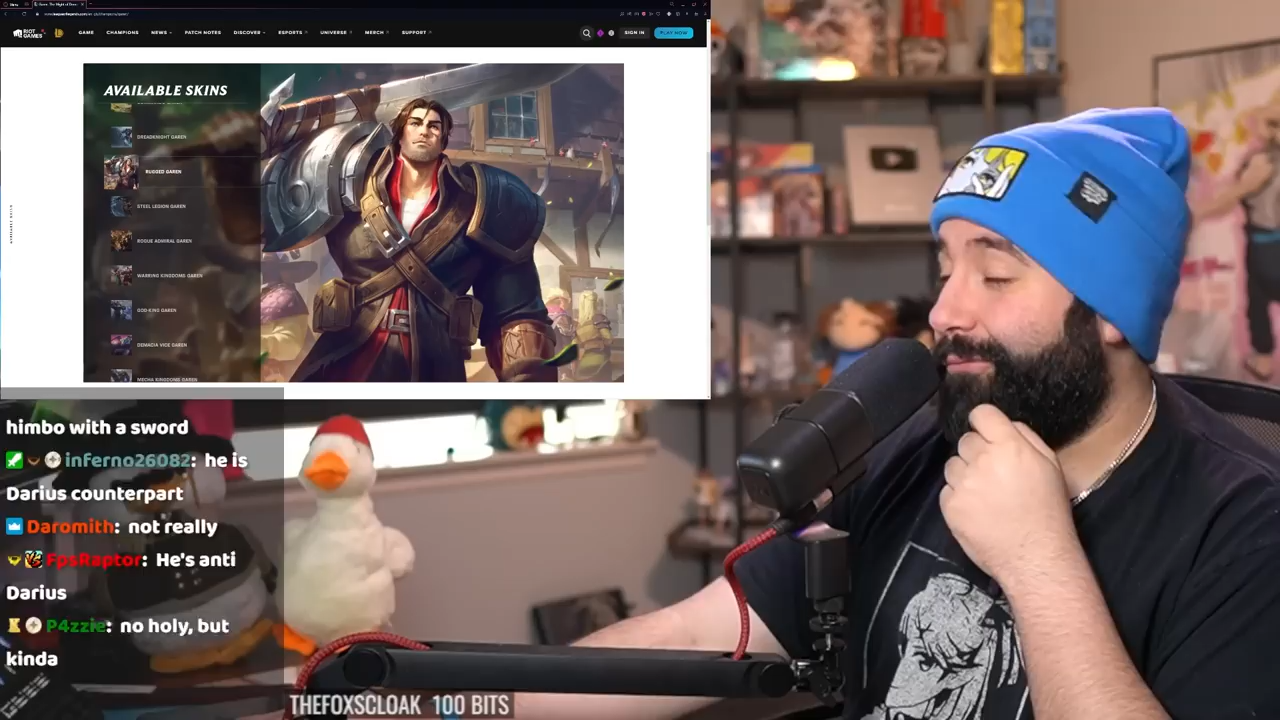 RIOT GAMES
GAME CHAMPIONS NEWS PATCH NOTES DISCOVER ESPORTS UNIVERSE MERCH SUPPORT SIGN IN PLAY NOW
AVAILABLE SKINS
DREADKNIGHT GAREN
RUGGED GAREN
STEEL LEGION GAREN
ROGUE ADMIRAL GAREN
WARRING KINGDOMS GAREN
GOD-KING GAREN
DEMACIA VICE GAREN
MECHA KINGDOMS GAREN
himbo with a sword
inferno26082: he is
Darius counterpart
Daromith: not really
FpsRaptor: He's anti
Darius
P4zzie: no holy, but
kinda
THEFOXSCLOAK 100 BITS